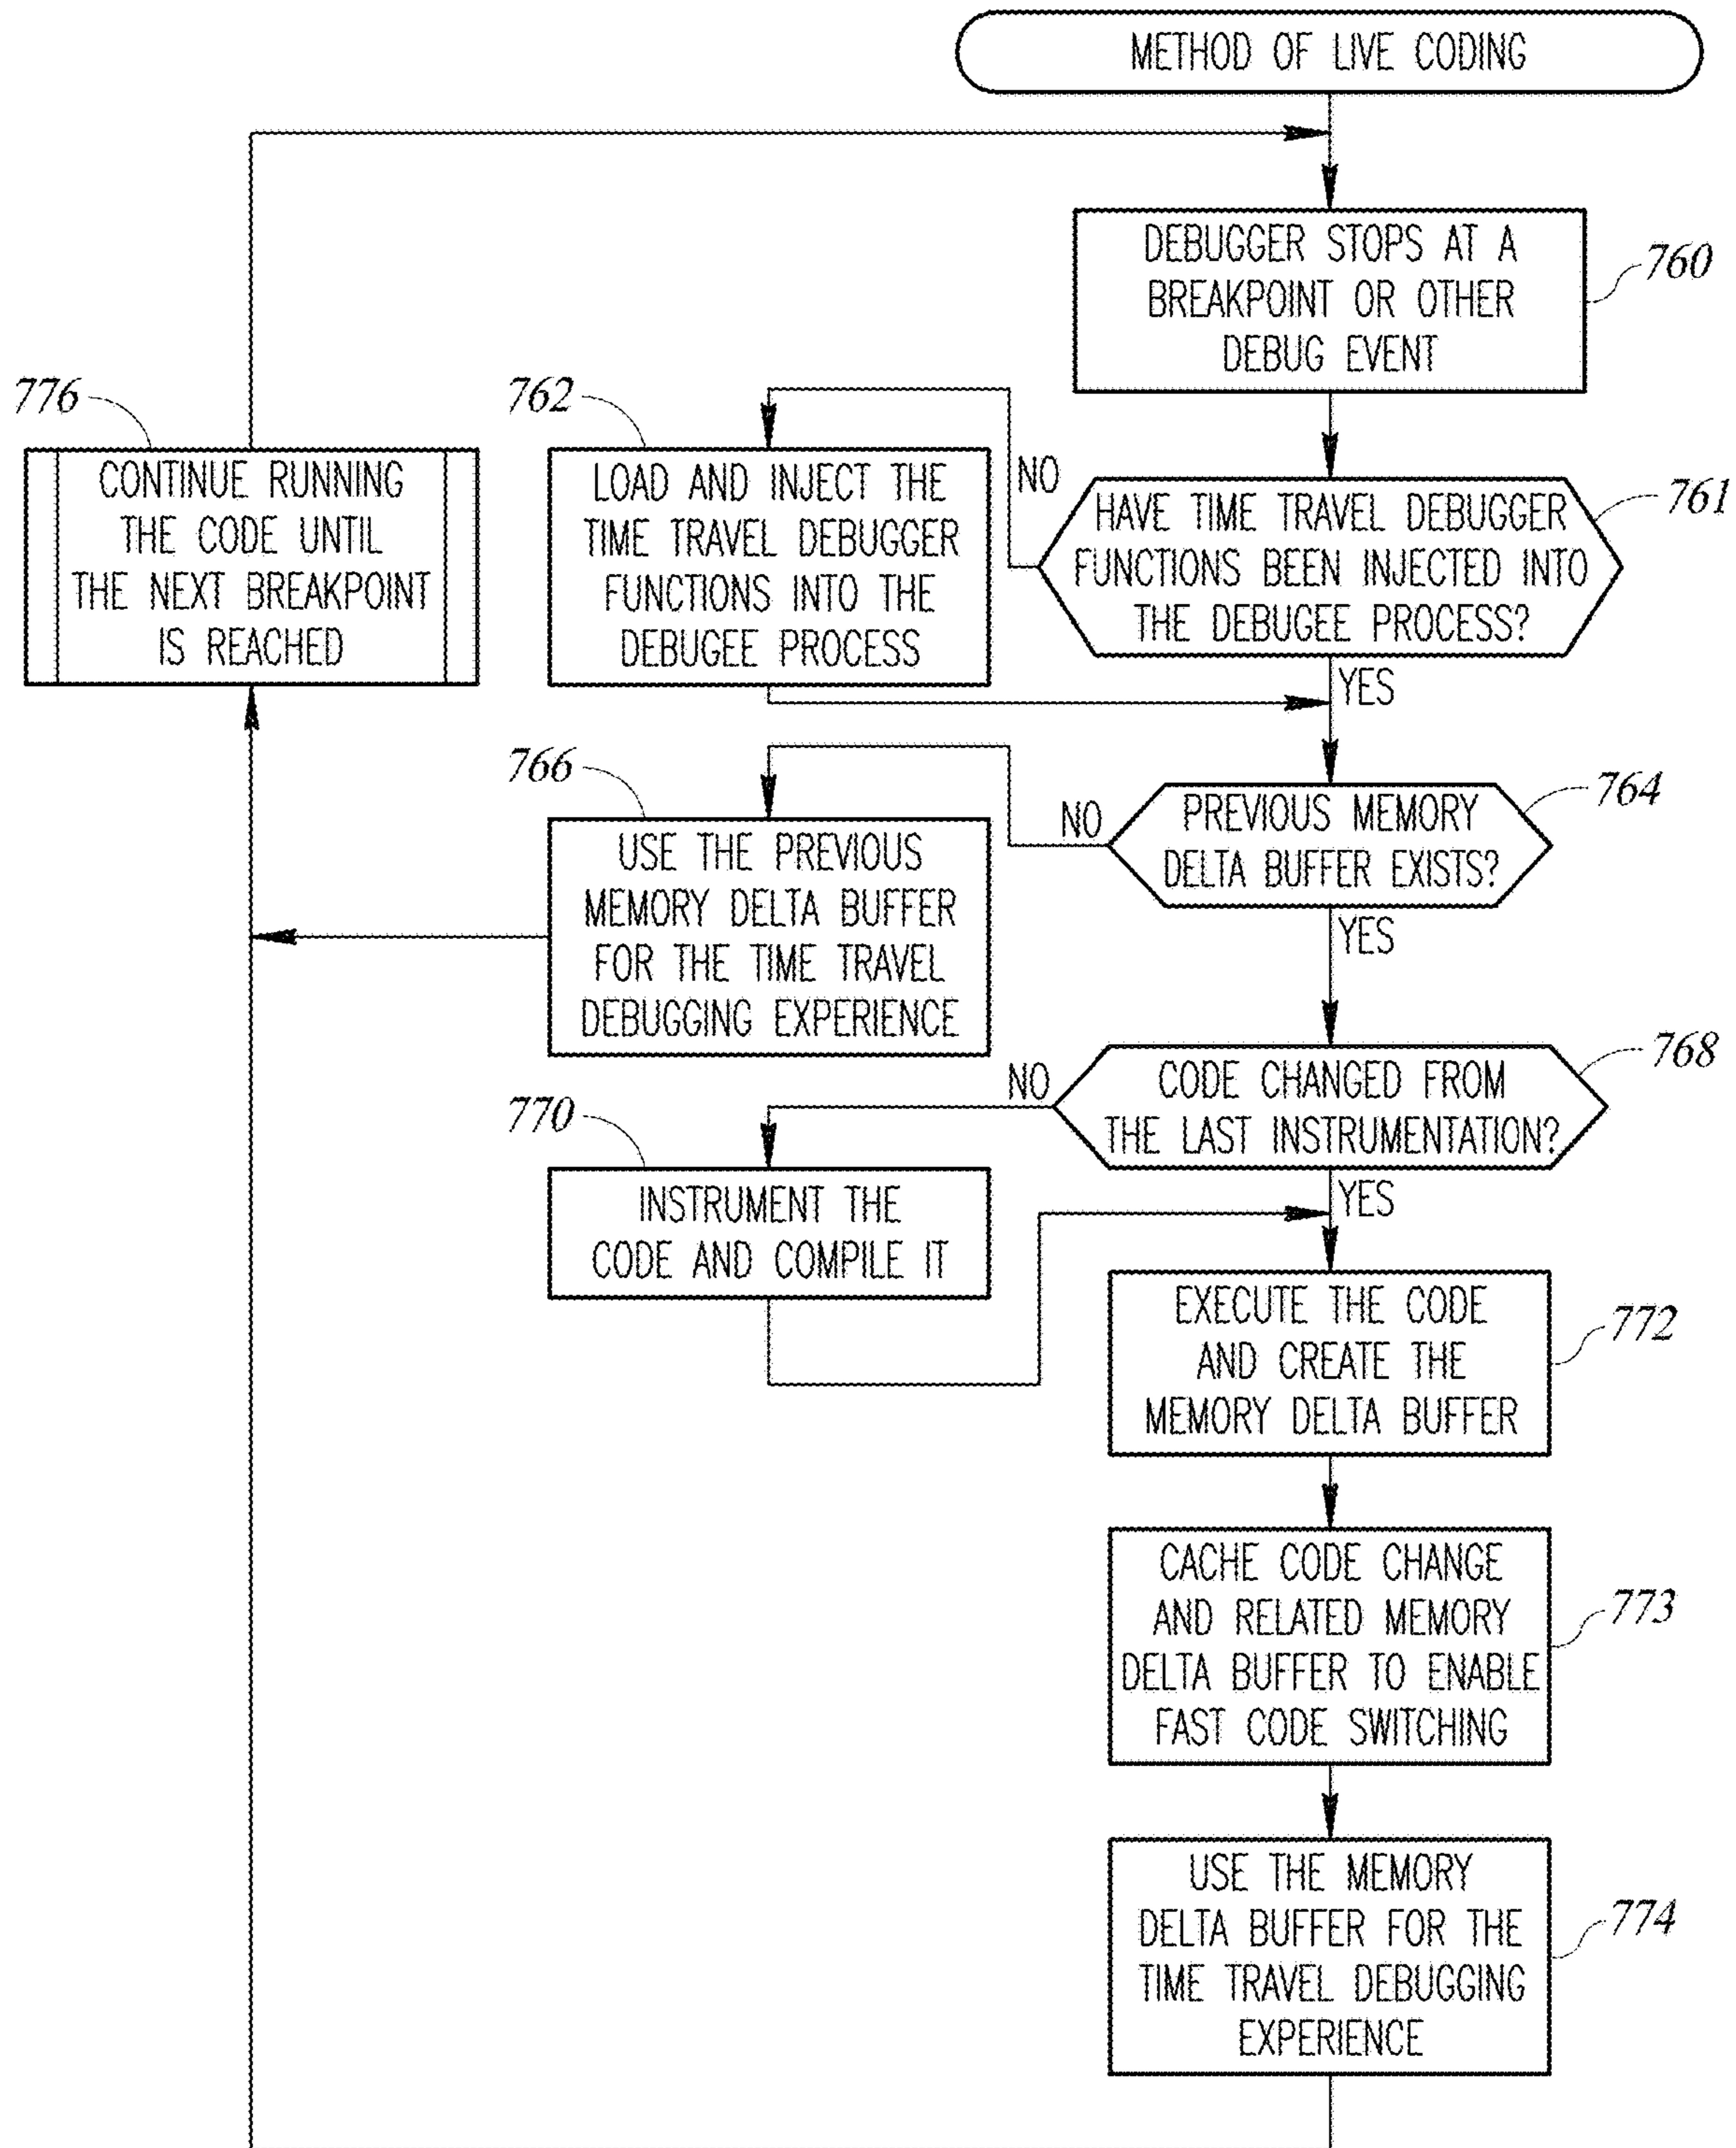 METHOD OF LIVE CODING
DEBUGGER STOPS AT A
BREAKPOINT OR OTHER
DEBUG EVENT
760
776
CONTINUE RUNNING
THE CODE UNTIL
THE NEXT BREAKPOINT
IS REACHED
762
LOAD AND INJECT THE
TIME TRAVEL DEBUGGER
FUNCTIONS INTO THE
DEBUGEE PROCESS
NO
HAVE TIME TRAVEL DEBUGGER
FUNCTIONS BEEN INJECTED INTO
THE DEBUGEE PROCESS?
761
YES
766
USE THE PREVIOUS
MEMORY DELTA BUFFER
FOR THE TIME TRAVEL
DEBUGGING EXPERIENCE
NO
PREVIOUS MEMORY
DELTA BUFFER EXISTS?
764
YES
NO
CODE CHANGED FROM
THE LAST INSTRUMENTATION?
768
YES
770
INSTRUMENT THE
CODE AND COMPILE IT
EXECUTE THE CODE
AND CREATE THE
MEMORY DELTA BUFFER
772
CACHE CODE CHANGE
AND RELATED MEMORY
DELTA BUFFER TO ENABLE
FAST CODE SWITCHING
773
USE THE MEMORY
DELTA BUFFER FOR THE
TIME TRAVEL DEBUGGING
EXPERIENCE
774